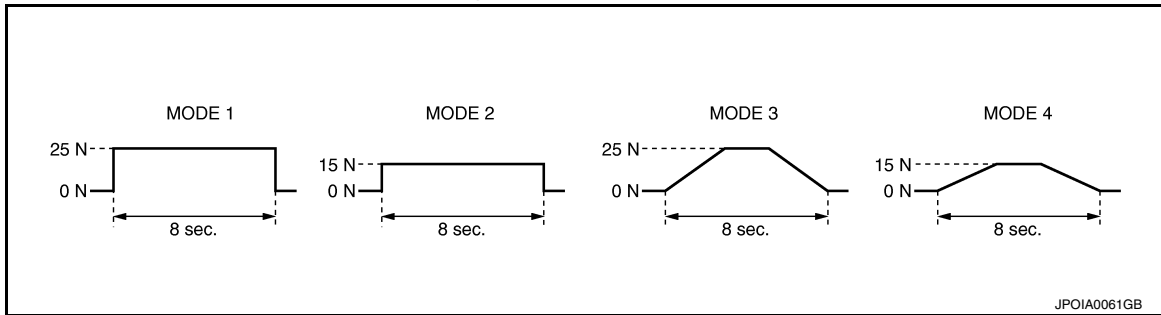 MODE 1 MODE 2 MODE 3 MODE 4
25 N 15 N 25 N 15 N
0 N 0 N 0 N 0 N
8 sec. 8 sec. 8 sec. 8 sec.
JPOIA0061GB